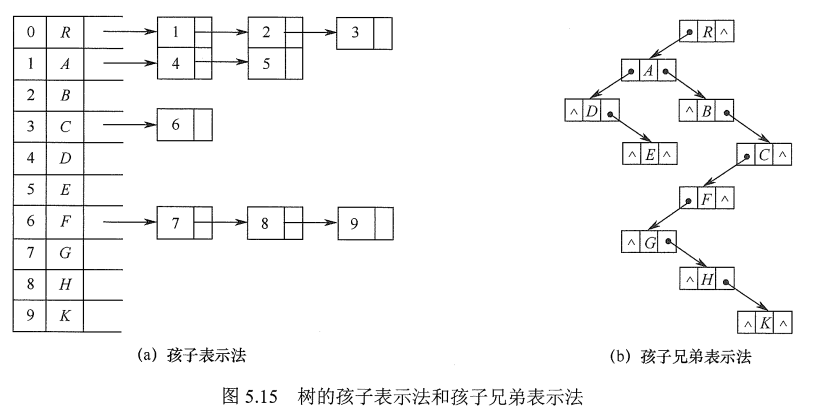 0 R 1 2 3
1 A 4 5
2 B
3 C 6
4 D
5 E
6 F 7 8 9
7 G
8 H
9 K
R ∧
A
∧ D
∧ B
∧ E ∧
C ∧
F ∧
∧ G
∧ H
∧ K ∧
(a) 孩子表示法
(b) 孩子兄弟表示法
图 5.15 树的孩子表示法和孩子兄弟表示法